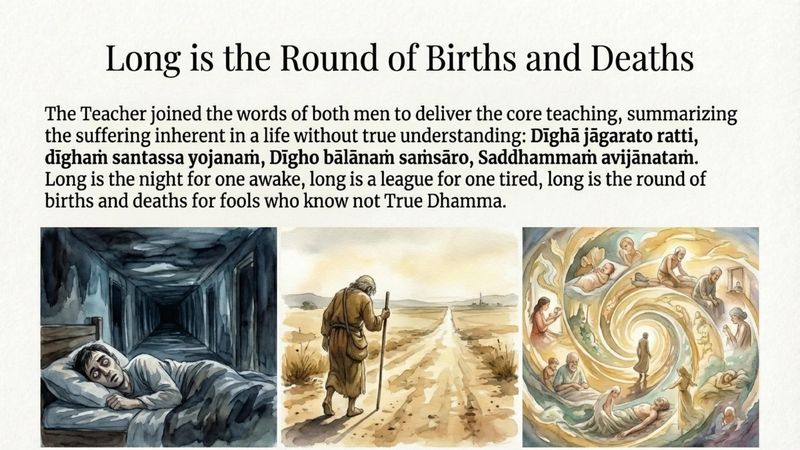 Long is the Round of Births and Deaths
The Teacher joined the words of both men to deliver the core teaching, summarizing
the suffering inherent in a life without true understanding: Dīghā jāgarato ratti,
dīghaṁ santassa yojanaṁ, Dīgho bālānaṁ saṁsāro, Saddhammaṁ avijānataṁ.
Long is the night for one awake, long is a league for one tired, long is the round of
births and deaths for fools who know not True Dhamma.